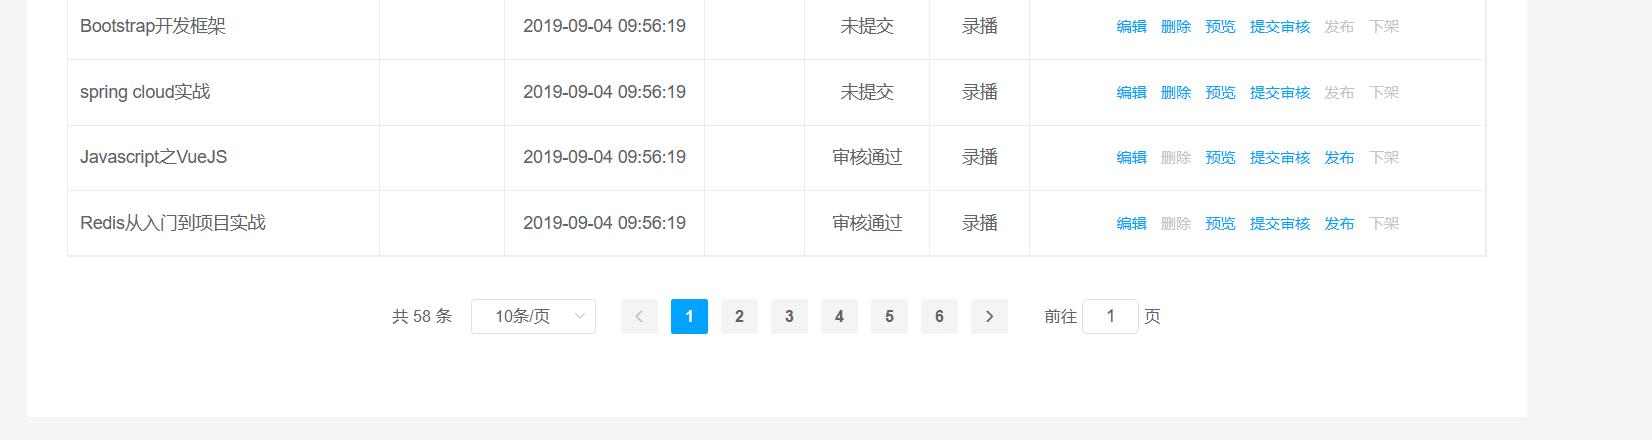 Bootstrap开发框架 2019-09-04 09:56:19 未提交 录播 编辑 删除 预览 提交审核 发布 下架
spring cloud实战 2019-09-04 09:56:19 未提交 录播 编辑 删除 预览 提交审核 发布 下架
Javascript之VueJS 2019-09-04 09:56:19 审核通过 录播 编辑 删除 预览 提交审核 发布 下架
Redis从入门到项目实战 2019-09-04 09:56:19 审核通过 录播 编辑 删除 预览 提交审核 发布 下架
共 58 条 10条/页 1 2 3 4 5 6 前往 1 页